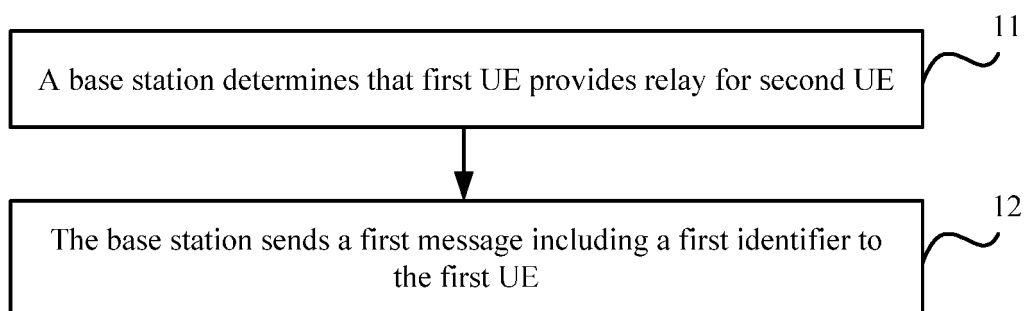 11
A base station determines that first UE provides relay for second UE
12
The base station sends a first message including a first identifier to
the first UE